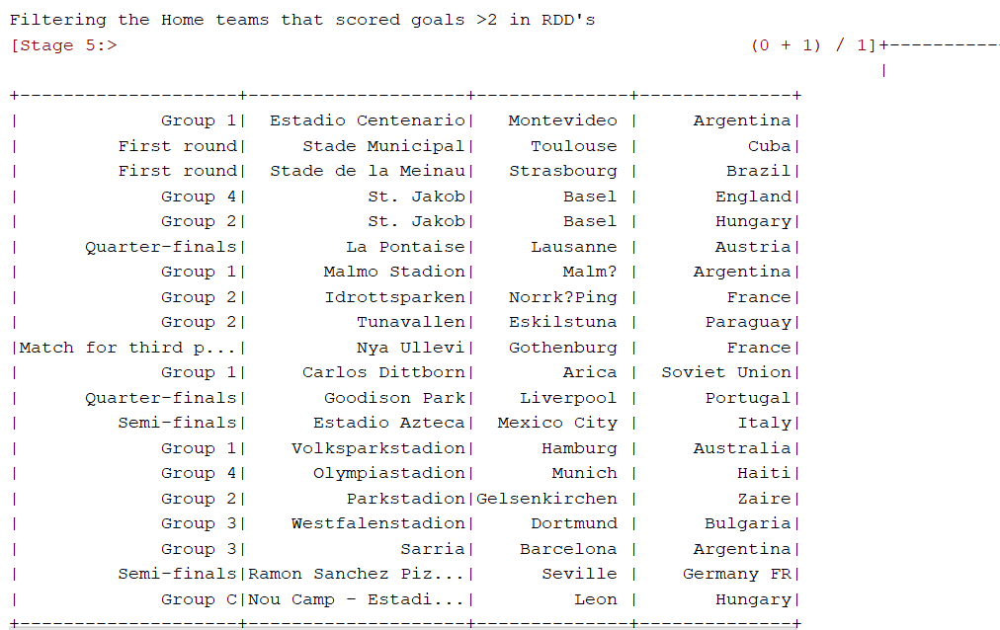 Filtering the Home teams that scored goals >2 in RDD's
[Stage 5:>                                                          (0 + 1) / 1]+----------
|
+--------------------+--------------------+--------------+--------------+
|             Group 1|  Estadio Centenario|   Montevideo |     Argentina|
|         First round|     Stade Municipal|     Toulouse |          Cuba|
|         First round|  Stade de la Meinau|   Strasbourg |        Brazil|
|             Group 4|           St. Jakob|        Basel |       England|
|             Group 2|           St. Jakob|        Basel |       Hungary|
|      Quarter-finals|         La Pontaise|     Lausanne |       Austria|
|             Group 1|       Malmo Stadion|        Malm? |     Argentina|
|             Group 2|       Idrottsparken|   Norrk?Ping |        France|
|             Group 2|          Tunavallen|   Eskilstuna |      Paraguay|
|Match for third p...|          Nya Ullevi|   Gothenburg |        France|
|             Group 1|     Carlos Dittborn|        Arica |  Soviet Union|
|      Quarter-finals|       Goodison Park|    Liverpool |      Portugal|
|         Semi-finals|      Estadio Azteca|  Mexico City |         Italy|
|             Group 1|    Volksparkstadion|      Hamburg |     Australia|
|             Group 4|      Olympiastadion|       Munich |         Haiti|
|             Group 2|         Parkstadion|Gelsenkirchen |         Zaire|
|             Group 3|    Westfalenstadion|     Dortmund |      Bulgaria|
|             Group 3|              Sarria|    Barcelona |     Argentina|
|         Semi-finals|Ramon Sanchez Piz...|      Seville |    Germany FR|
|             Group C|Nou Camp - Estadi...|         Leon |       Hungary|
+--------------------+--------------------+--------------+--------------+